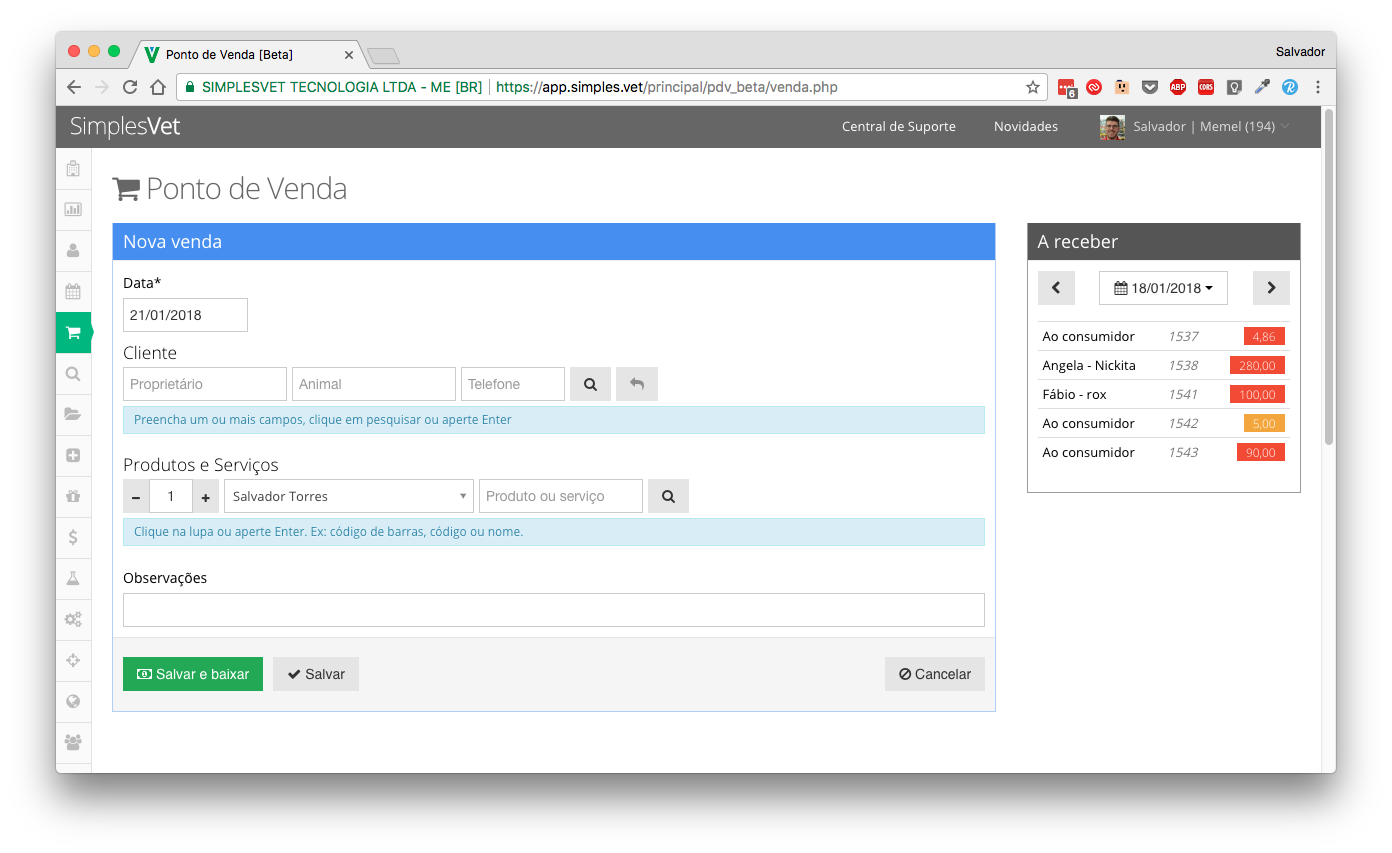 Ponto de Venda [Beta]
Salvador
SIMPLESVET TECNOLOGIA LTDA - ME [BR] https://app.simples.vet/principal/pdv_beta/venda.php
6
ABP
CORS
SimplesVet
Central de Suporte
Novidades
Salvador | Memel (194)
Ponto de Venda
Nova venda
Data*
21/01/2018
Cliente
Proprietário
Animal
Telefone
Preencha um ou mais campos, clique em pesquisar ou aperte Enter
Produtos e Serviços
1
Salvador Torres
Produto ou serviço
Clique na lupa ou aperte Enter. Ex: código de barras, código ou nome.
Observações
Salvar e baixar
Salvar
Cancelar
A receber
18/01/2018
Ao consumidor 1537 4,86
Angela - Nickita 1538 280,00
Fábio - rox 1541 100,00
Ao consumidor 1542 5,00
Ao consumidor 1543 90,00